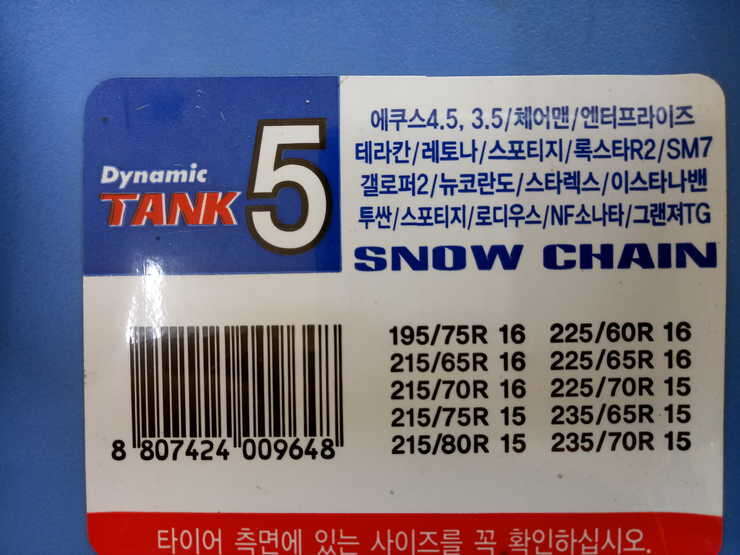 Dynamic
TANK 5
에쿠스4.5, 3.5/체어맨/엔터프라이즈
테라칸/레토나/스포티지/록스타R2/SM7
갤로퍼2/뉴코란도/스타렉스/이스타나밴
투싼/스포티지/로디우스/NF소나타/그랜져TG
SNOW CHAIN
195/75R 16 225/60R 16
215/65R 16 225/65R 16
215/70R 16 225/70R 15
215/75R 15 235/65R 15
215/80R 15 235/70R 15
8 807424 009648
타이어 측면에 있는 사이즈를 꼭 확인하십시오.